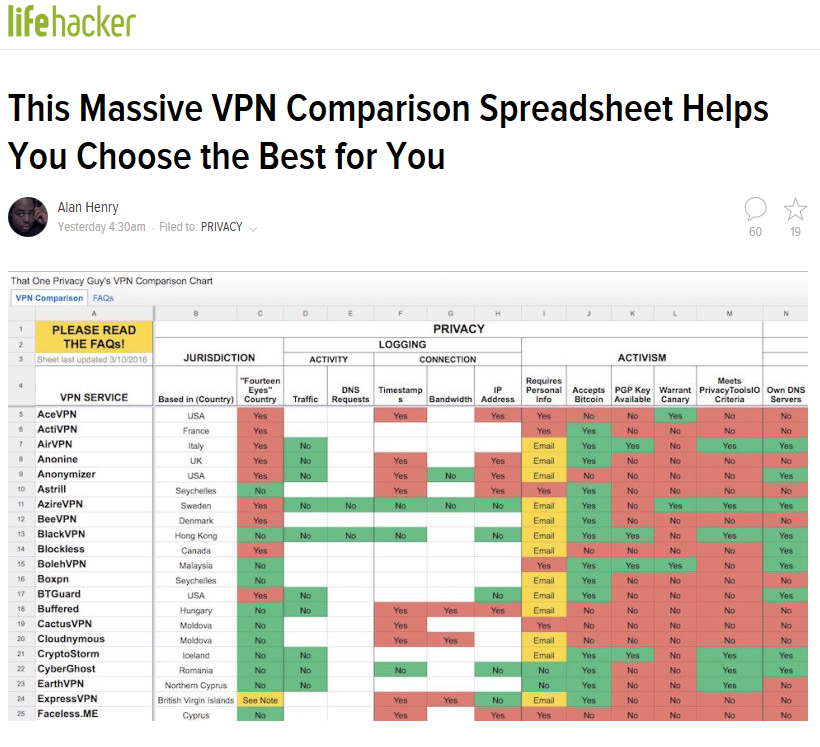 lifehacker
This Massive VPN Comparison Spreadsheet Helps
You Choose the Best for You
Alan Henry
Yesterday 4:30am - Filed to: PRIVACY
60 19
That One Privacy Guy's VPN Comparison Chart
VPN Comparison FAQs
A B C D E F G H I J K L M N
1 PLEASE READ THE FAQs! PRIVACY
2 LOGGING
3 Sheet last updated 3/10/2016 JURISDICTION ACTIVITY CONNECTION ACTIVISM
4 VPN SERVICE Based in (Country) "Fourteen Eyes" Country Traffic DNS Requests Timestamps Bandwidth IP Address Requires Personal Info Accepts Bitcoin PGP Key Available Warrant Canary Meets PrivacyToolsIO Criteria Own DNS Servers
5 AceVPN USA Yes Yes Yes Yes No No Yes No No
6 ActiVPN France Yes Yes Yes No No No No
7 AirVPN Italy Yes No Email Yes Yes No Yes Yes
8 Anonine UK Yes No Yes Yes Email Yes No No No No
9 Anonymizer USA Yes No Yes No Yes Email No No No No Yes
10 Astrill Seychelles No Yes Yes Yes Yes No No No No
11 AzireVPN Sweden Yes No No No No No Email Yes No Yes Yes Yes
12 BeeVPN Denmark Yes Email Yes No No No No
13 BlackVPN Hong Kong No No No No No Email Yes Yes No Yes Yes
14 Blockless Canada Yes Email No No No No Yes
15 BolehVPN Malaysia No Yes Yes Yes Yes No Yes
16 Boxpn Seychelles No Email Yes No No No No
17 BTGuard USA Yes No No Email Yes No No No Yes
18 Buffered Hungary No No Yes Yes Yes Email No No No No No
19 CactusVPN Moldova No Yes Yes No No No No No
20 Cloudnymous Moldova No Yes Yes Email No No No No No
21 CryptoStorm Iceland No No Email Yes Yes No Yes Yes
22 CyberGhost Romania No No No No No Yes No No Yes Yes
23 EarthVPN Northern Cyprus No No No Yes No No Yes No
24 ExpressVPN British Virgin Islands See Note Yes Yes No Email Yes No No No No
25 Faceless.ME Cyprus No Yes Yes Yes No No No No No